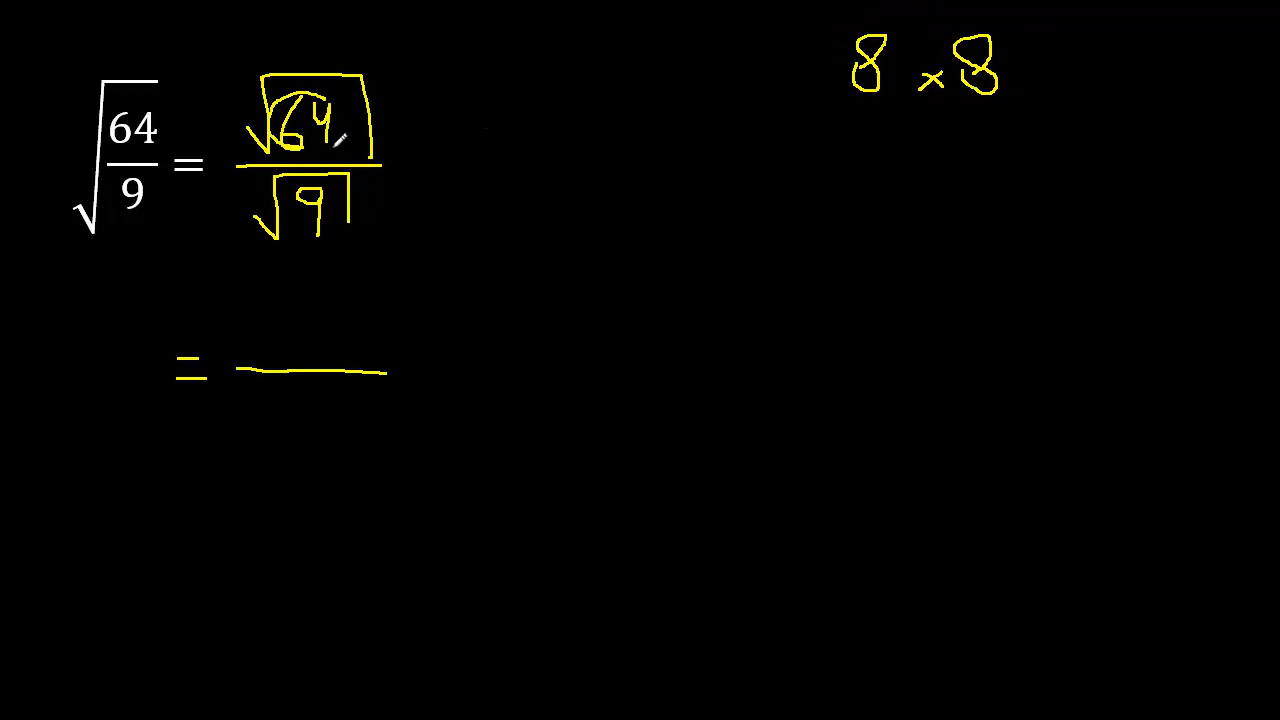 8 × 8
√(64/9) = √64/√9
=